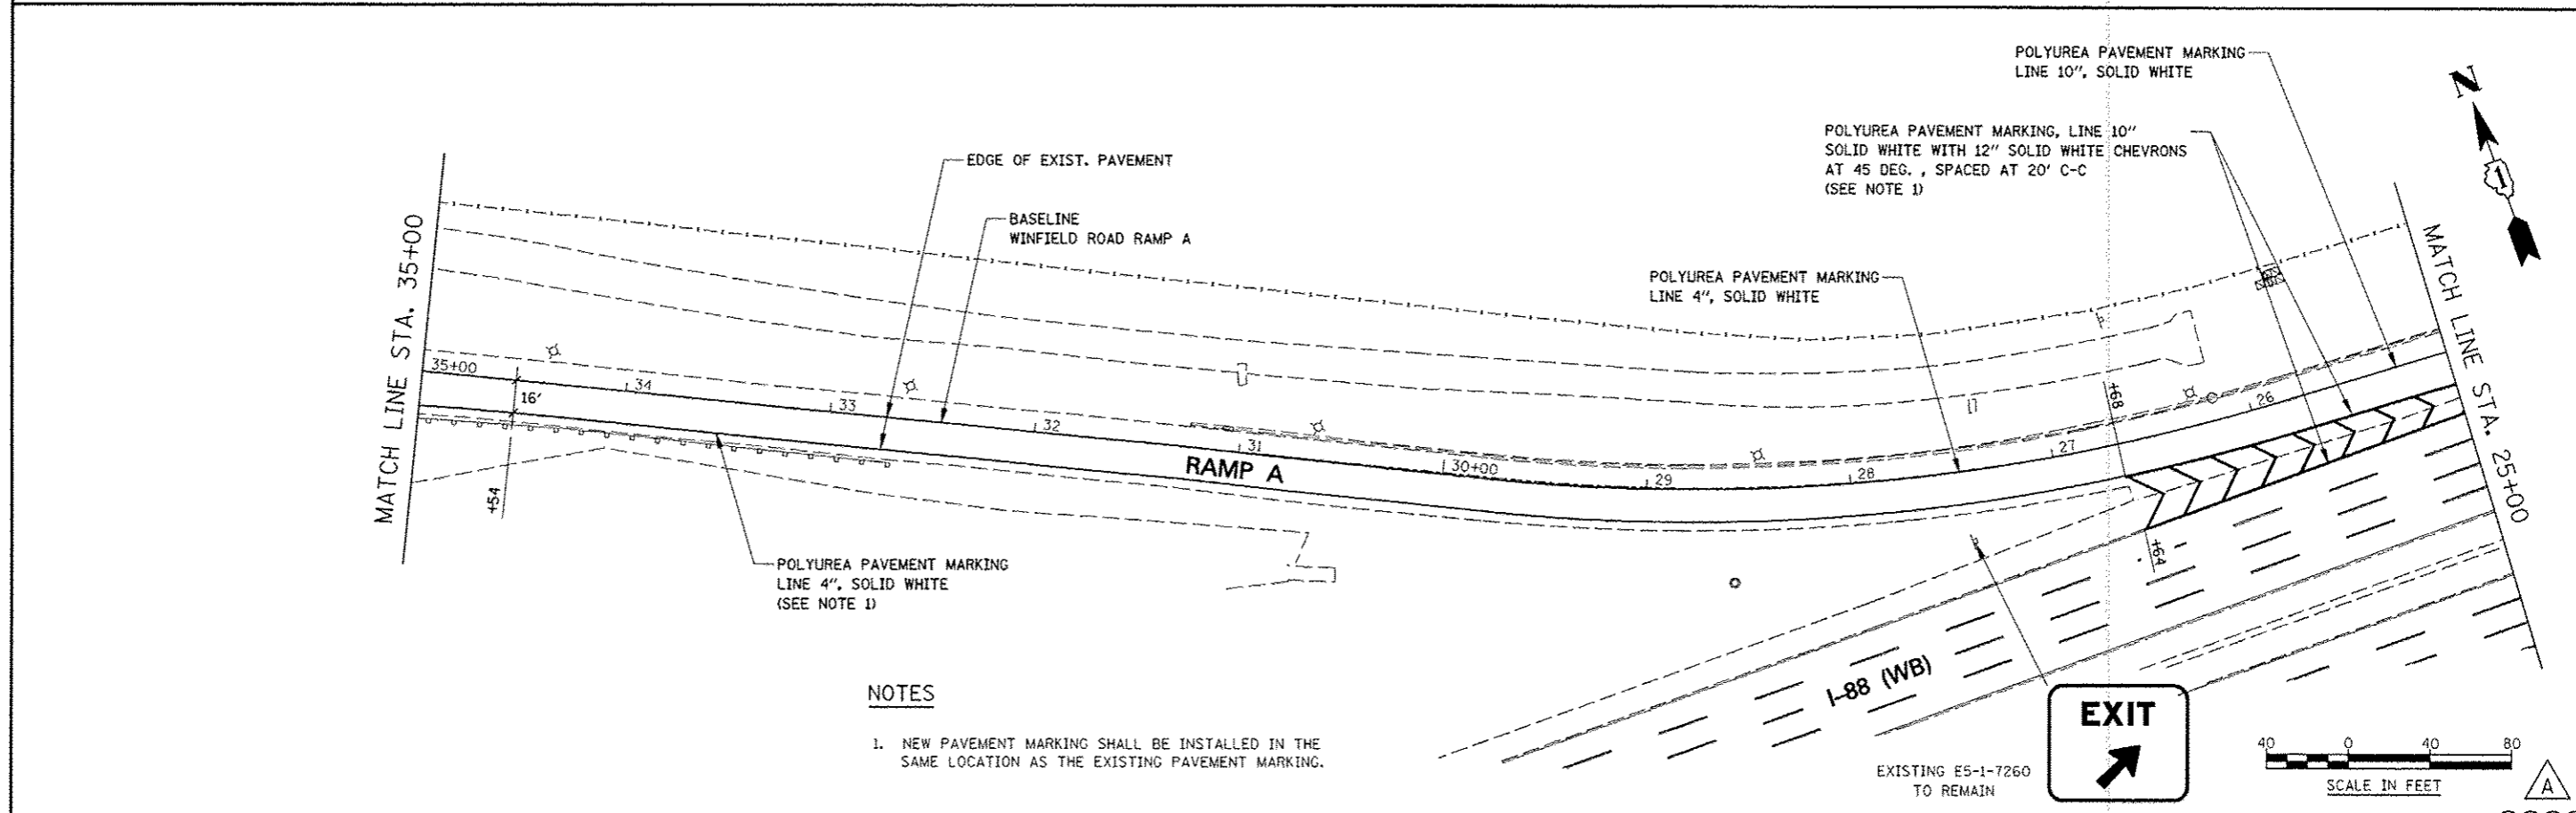 POLYUREA PAVEMENT MARKING
LINE 10", SOLID WHITE
N
POLYUREA PAVEMENT MARKING, LINE 10"
SOLID WHITE WITH 12" SOLID WHITE CHEVRONS
AT 45 DEG. , SPACED AT 20' C-C
(SEE NOTE 1)
1
EDGE OF EXIST. PAVEMENT
BASELINE
WINFIELD ROAD RAMP A
POLYUREA PAVEMENT MARKING
LINE 4", SOLID WHITE
MATCH LINE STA. 35+00
MATCH LINE STA. 25+00
35+00
34
33
32
31
30+00
29
28
27
26
16'
+54
+68
+64
RAMP A
POLYUREA PAVEMENT MARKING
LINE 4", SOLID WHITE
(SEE NOTE 1)
I-88 (WB)
NOTES
1. NEW PAVEMENT MARKING SHALL BE INSTALLED IN THE
SAME LOCATION AS THE EXISTING PAVEMENT MARKING.
EXISTING E5-1-7260
TO REMAIN
EXIT
40 0 40 80
SCALE IN FEET
A